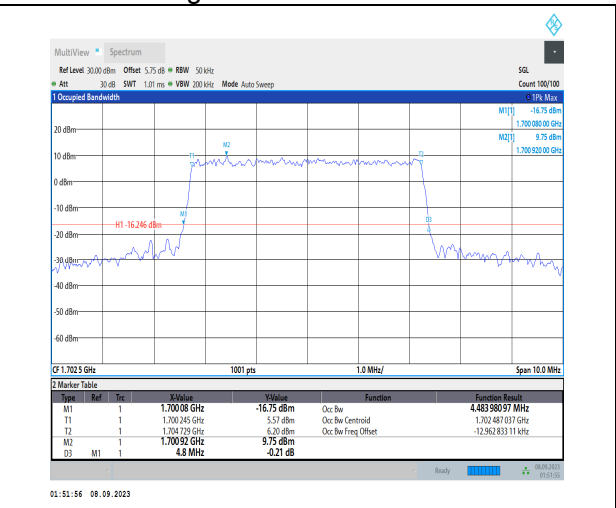 MultiView Spectrum
Ref Level 30.00 dBm Offset 5.75 dB RBW 50 kHz SGL
Att 30 dB SWT 1.01 ms VBW 200 kHz Mode Auto Sweep Count 100/100
1 Occupied Bandwidth 1Pk Max
M1[1] -16.75 dBm
1.700 080 00 GHz
M2[1] 9.75 dBm
1.700 920 00 GHz
20 dBm
M2
T1 T2
10 dBm
0 dBm
-10 dBm
M1
D3
H1 -16.246 dBm
-20 dBm
-30 dBm
-40 dBm
-50 dBm
-60 dBm
CF 1.702 5 GHz 1001 pts 1.0 MHz/ Span 10.0 MHz
2 Marker Table
Type Ref Trc X-Value Y-Value Function Function Result
M1 1 1.700 08 GHz -16.75 dBm Occ Bw 4.483 980 97 MHz
T1 1 1.700 245 GHz 5.57 dBm Occ Bw Centroid 1.702 487 037 GHz
T2 1 1.704 729 GHz 6.20 dBm Occ Bw Freq Offset -12.962 833 11 kHz
M2 1 1.700 92 GHz 9.75 dBm
D3 M1 1 4.8 MHz -0.21 dB
Ready 08.09.2023
01:51:55
01:51:56 08.09.2023